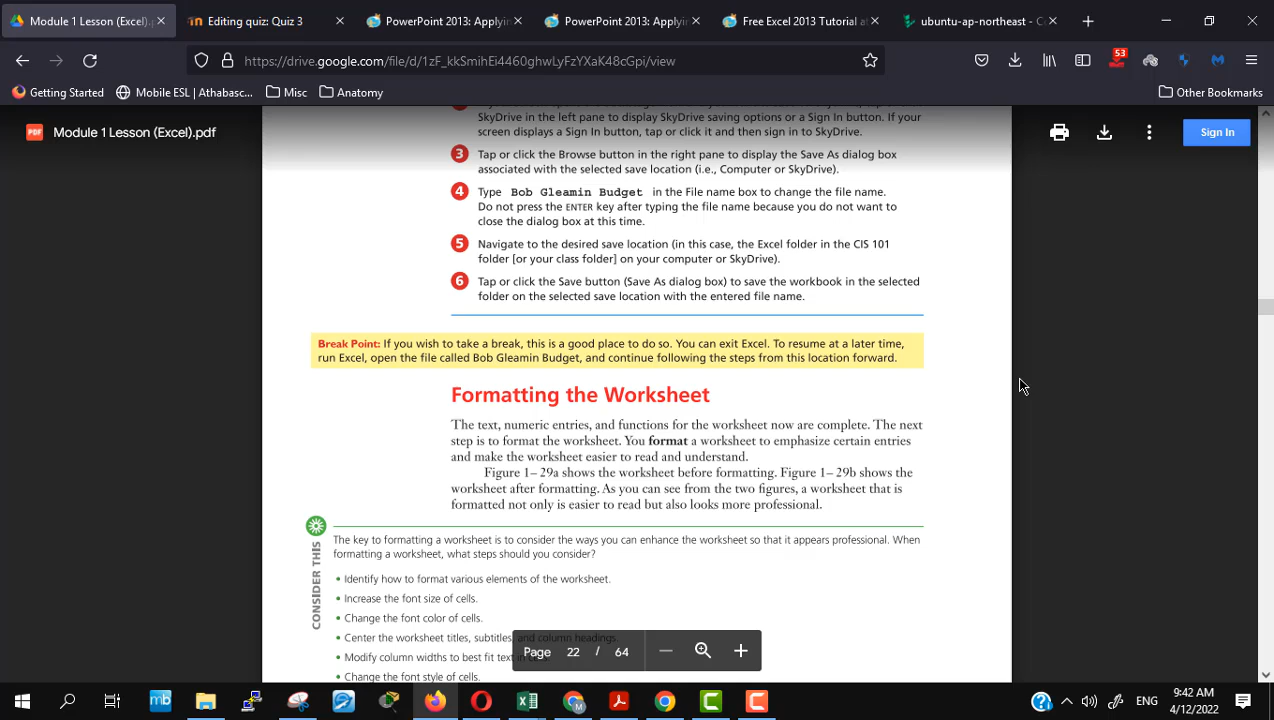 Module 1 Lesson (Excel).p
Editing quiz: Quiz 3
PowerPoint 2013: Applyin
PowerPoint 2013: Applyin
Free Excel 2013 Tutorial at
ubuntu-ap-northeast - Co
https://drive.google.com/file/d/1zF_kkSmihEi4460ghwLyFzYXaK48cGpi/view
53
Getting Started
Mobile ESL | Athabasc...
Misc
Anatomy
Other Bookmarks
PDF
Module 1 Lesson (Excel).pdf
Sign In
SkyDrive in the left pane to display SkyDrive saving options or a Sign In button. If your
screen displays a Sign In button, tap or click it and then sign in to SkyDrive.
3 Tap or click the Browse button in the right pane to display the Save As dialog box
associated with the selected save location (i.e., Computer or SkyDrive).
4 Type Bob Gleamin Budget in the File name box to change the file name.
Do not press the ENTER key after typing the file name because you do not want to
close the dialog box at this time.
5 Navigate to the desired save location (in this case, the Excel folder in the CIS 101
folder [or your class folder] on your computer or SkyDrive).
6 Tap or click the Save button (Save As dialog box) to save the workbook in the selected
folder on the selected save location with the entered file name.
Break Point: If you wish to take a break, this is a good place to do so. You can exit Excel. To resume at a later time,
run Excel, open the file called Bob Gleamin Budget, and continue following the steps from this location forward.
Formatting the Worksheet
The text, numeric entries, and functions for the worksheet now are complete. The next
step is to format the worksheet. You format a worksheet to emphasize certain entries
and make the worksheet easier to read and understand.
Figure 1–29a shows the worksheet before formatting. Figure 1–29b shows the
worksheet after formatting. As you can see from the two figures, a worksheet that is
formatted not only is easier to read but also looks more professional.
CONSIDER THIS
The key to formatting a worksheet is to consider the ways you can enhance the worksheet so that it appears professional. When
formatting a worksheet, what steps should you consider?
• Identify how to format various elements of the worksheet.
• Increase the font size of cells.
• Change the font color of cells.
• Center the worksheet titles, subtitles, and column headings.
• Modify column widths to best fit text in
• Change the font style of cells.
Page 22 / 64
mb
M
ENG
9:42 AM
4/12/2022